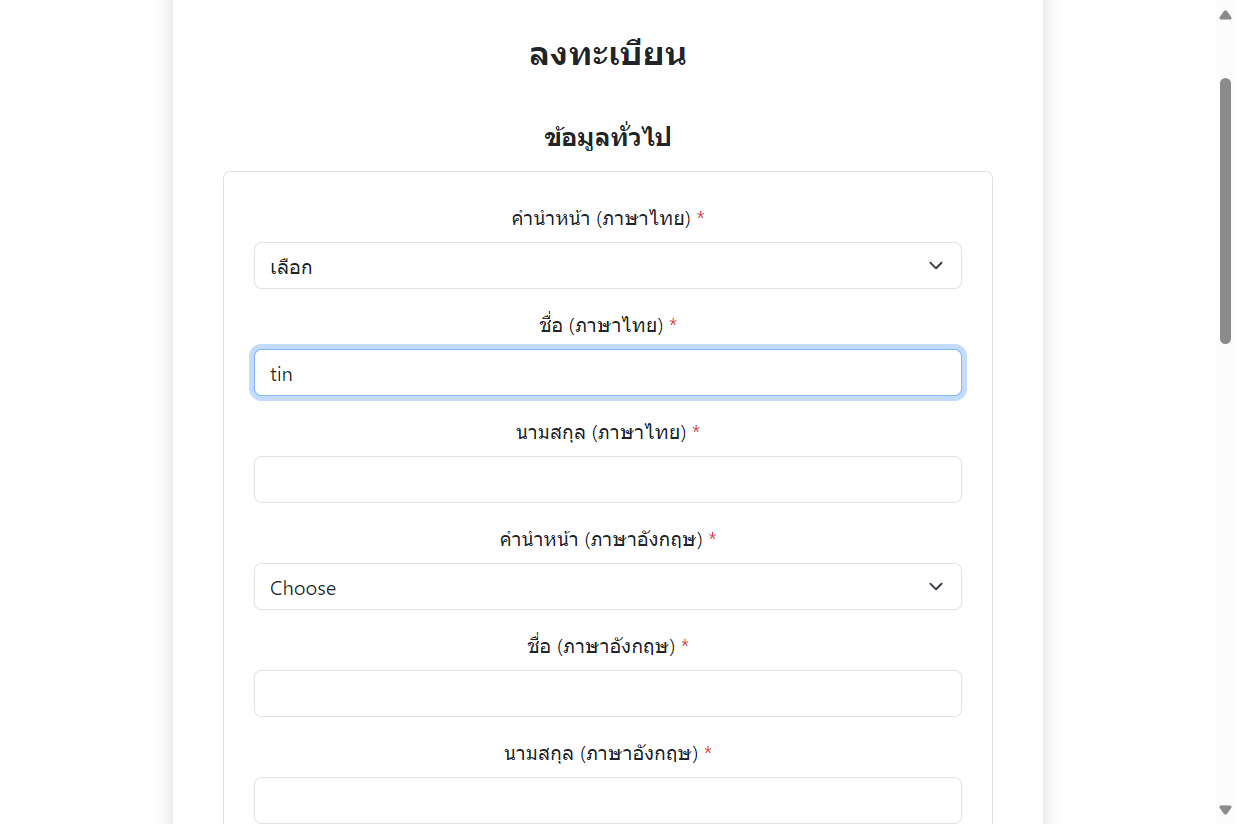 ลงทะเบียน
ข้อมูลทั่วไป
คำนำหน้า (ภาษาไทย) *
เลือก
ชื่อ (ภาษาไทย) *
tin
นามสกุล (ภาษาไทย) *
คำนำหน้า (ภาษาอังกฤษ) *
Choose
ชื่อ (ภาษาอังกฤษ) *
นามสกุล (ภาษาอังกฤษ) *